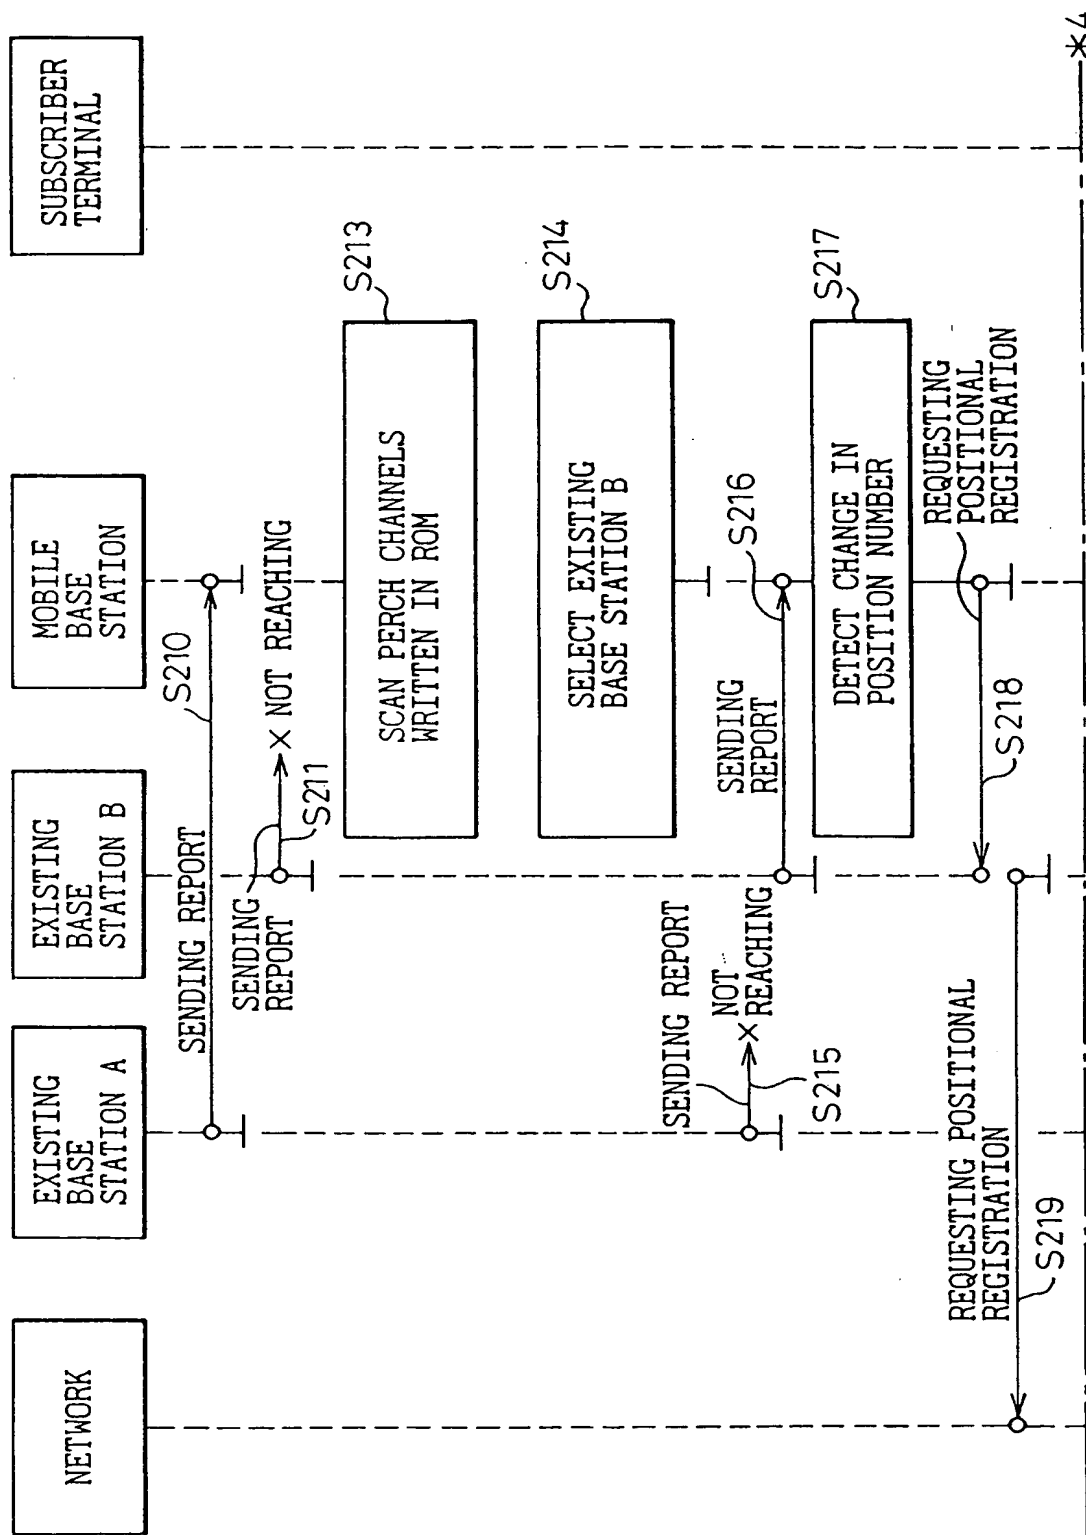 NETWORK
EXISTING
BASE
STATION A
EXISTING
BASE
STATION B
MOBILE
BASE
STATION
SUBSCRIBER
TERMINAL
SENDING REPORT
S210
SENDING
REPORT
S211
× NOT REACHING
SCAN PERCH CHANNELS
WRITTEN IN ROM
S213
SELECT EXISTING
BASE STATION B
S214
SENDING REPORT
S215
× NOT
REACHING
SENDING
REPORT
S216
DETECT CHANGE IN
POSITION NUMBER
S217
REQUESTING
POSITIONAL
REGISTRATION
S218
REQUESTING POSITIONAL
REGISTRATION
S219
*4